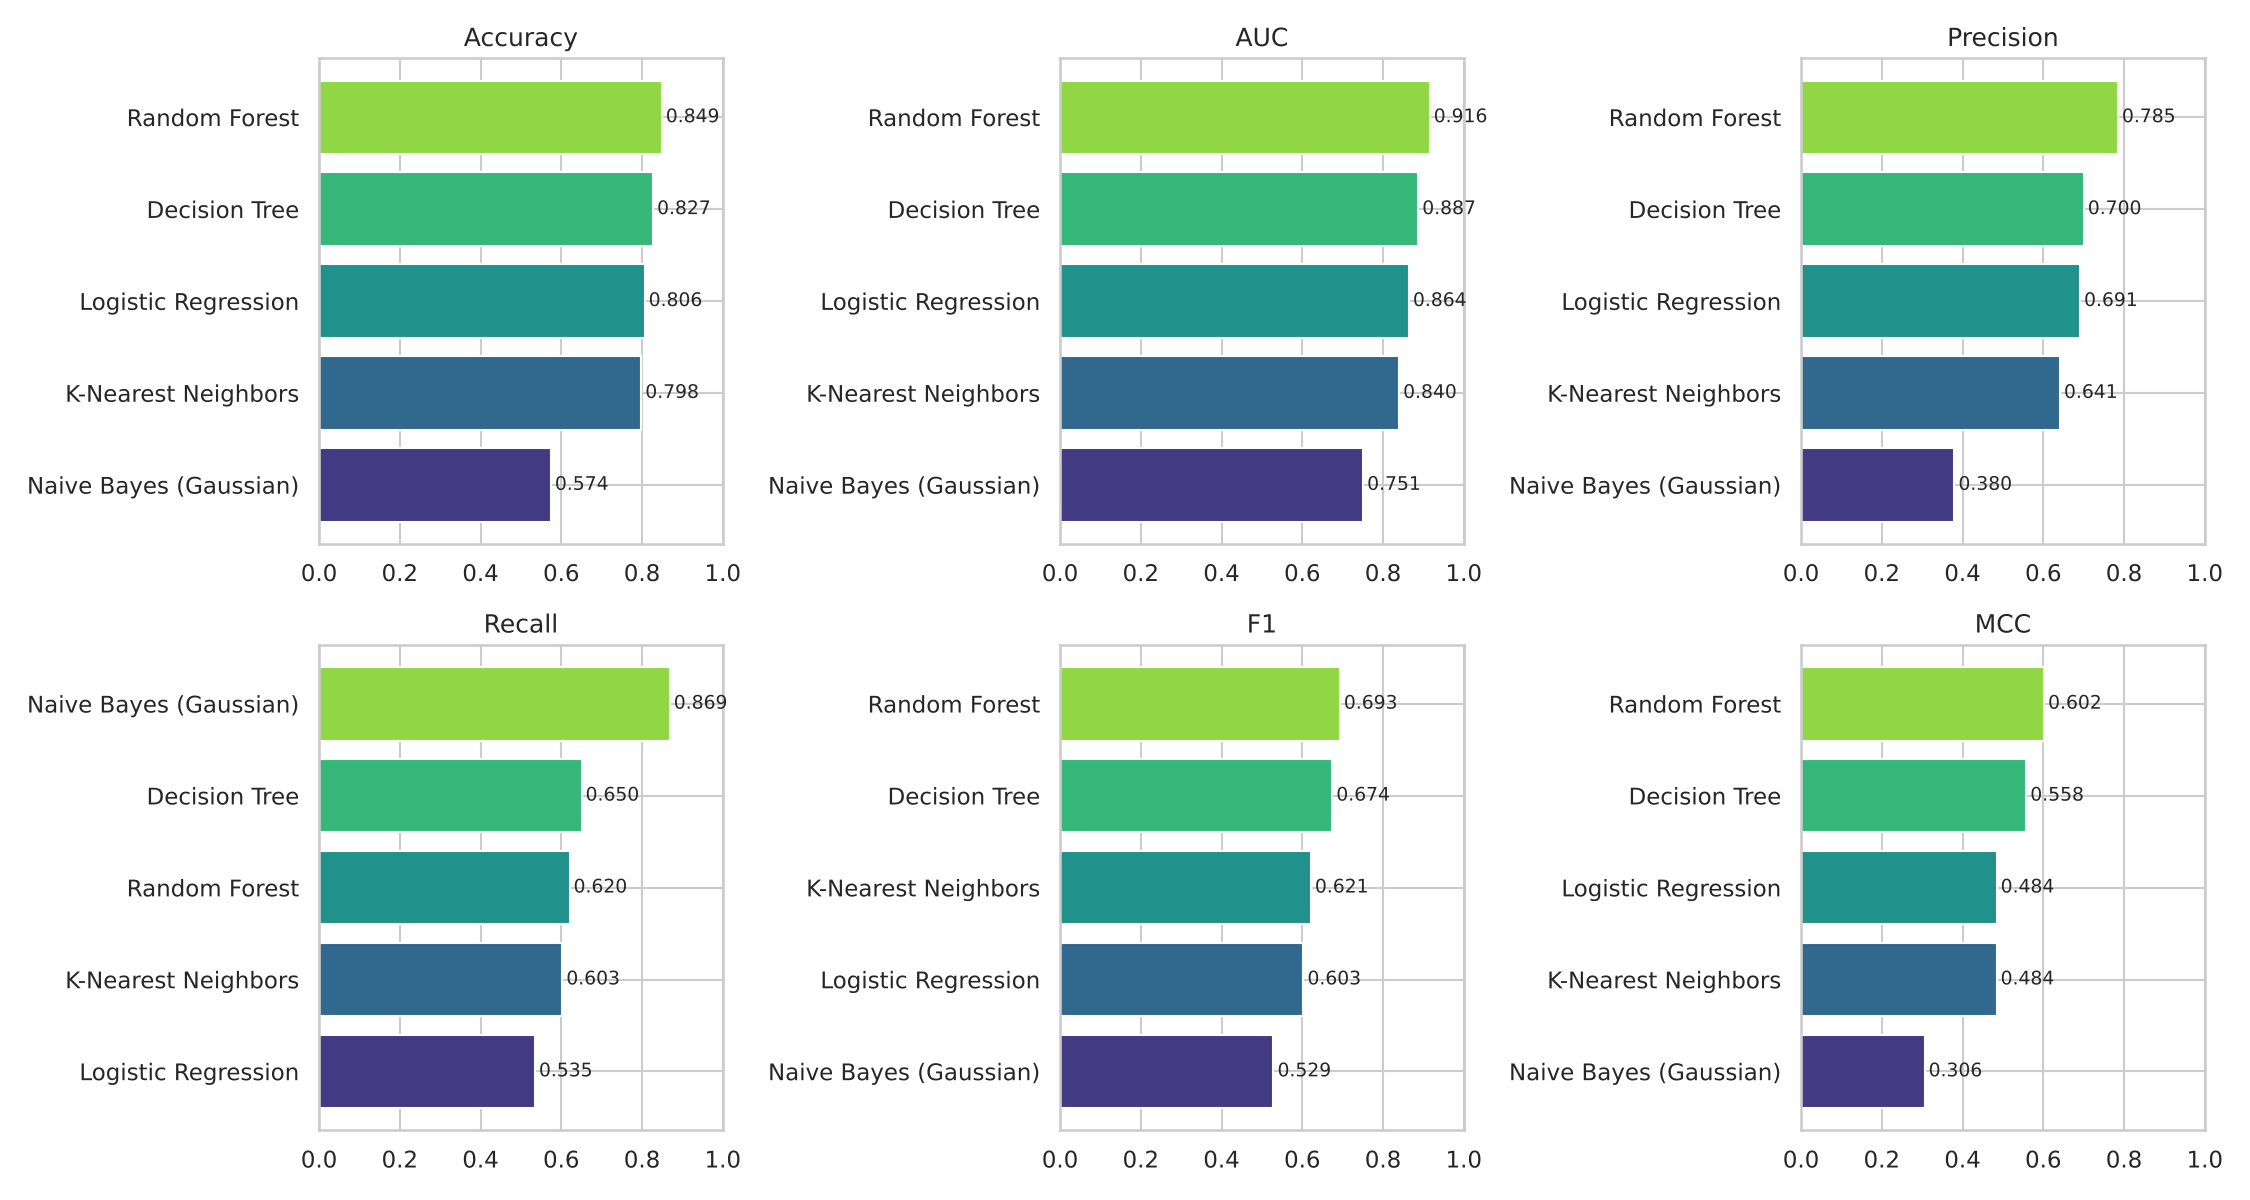 Accuracy
Random Forest 0.849
Decision Tree 0.827
Logistic Regression 0.806
K-Nearest Neighbors 0.798
Naive Bayes (Gaussian) 0.574
0.0 0.2 0.4 0.6 0.8 1.0
AUC
Random Forest 0.916
Decision Tree 0.887
Logistic Regression 0.864
K-Nearest Neighbors 0.840
Naive Bayes (Gaussian) 0.751
0.0 0.2 0.4 0.6 0.8 1.0
Precision
Random Forest 0.785
Decision Tree 0.700
Logistic Regression 0.691
K-Nearest Neighbors 0.641
Naive Bayes (Gaussian) 0.380
0.0 0.2 0.4 0.6 0.8 1.0
Recall
Naive Bayes (Gaussian) 0.869
Decision Tree 0.650
Random Forest 0.620
K-Nearest Neighbors 0.603
Logistic Regression 0.535
0.0 0.2 0.4 0.6 0.8 1.0
F1
Random Forest 0.693
Decision Tree 0.674
K-Nearest Neighbors 0.621
Logistic Regression 0.603
Naive Bayes (Gaussian) 0.529
0.0 0.2 0.4 0.6 0.8 1.0
MCC
Random Forest 0.602
Decision Tree 0.558
Logistic Regression 0.484
K-Nearest Neighbors 0.484
Naive Bayes (Gaussian) 0.306
0.0 0.2 0.4 0.6 0.8 1.0